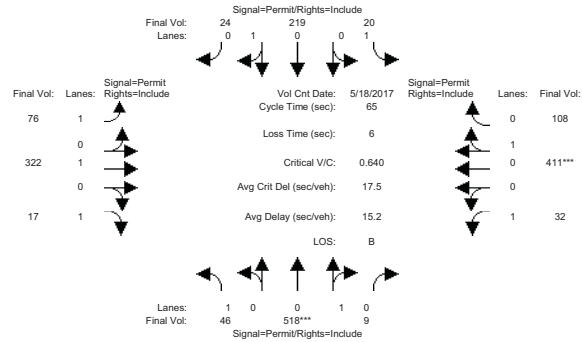 Signal=Permit/Rights=Include
Final Vol: 24 219 20
Lanes: 0 1 0 0 1
Signal=Permit Signal=Permit
Final Vol: Lanes: Rights=Include Vol Cnt Date: 5/18/2017 Rights=Include Lanes: Final Vol:
Cycle Time (sec): 65
76 1 0 108
Loss Time (sec): 6
0 1
322 1 Critical V/C: 0.640 0 411***
0 Avg Crit Del (sec/veh): 17.5 0
17 1 Avg Delay (sec/veh): 15.2 1 32
LOS: B
Lanes: 1 0 0 1 0
Final Vol: 46 518*** 9
Signal=Permit/Rights=Include